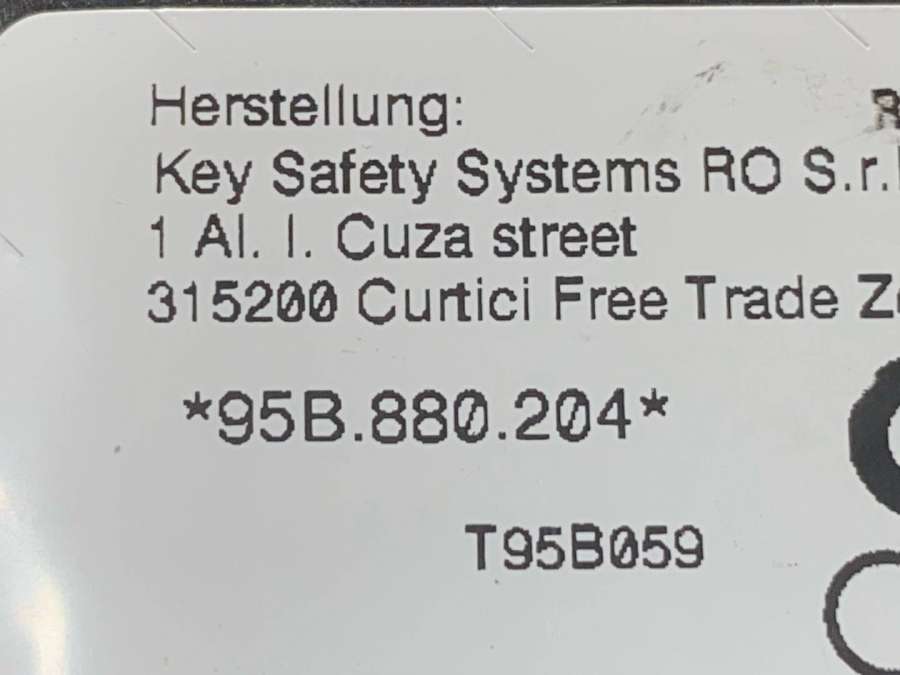 Herstellung:
Key Safety Systems RO S.r.
1 Al. I. Cuza street
315200 Curtici Free Trade
*95B.880.204*
T95B059